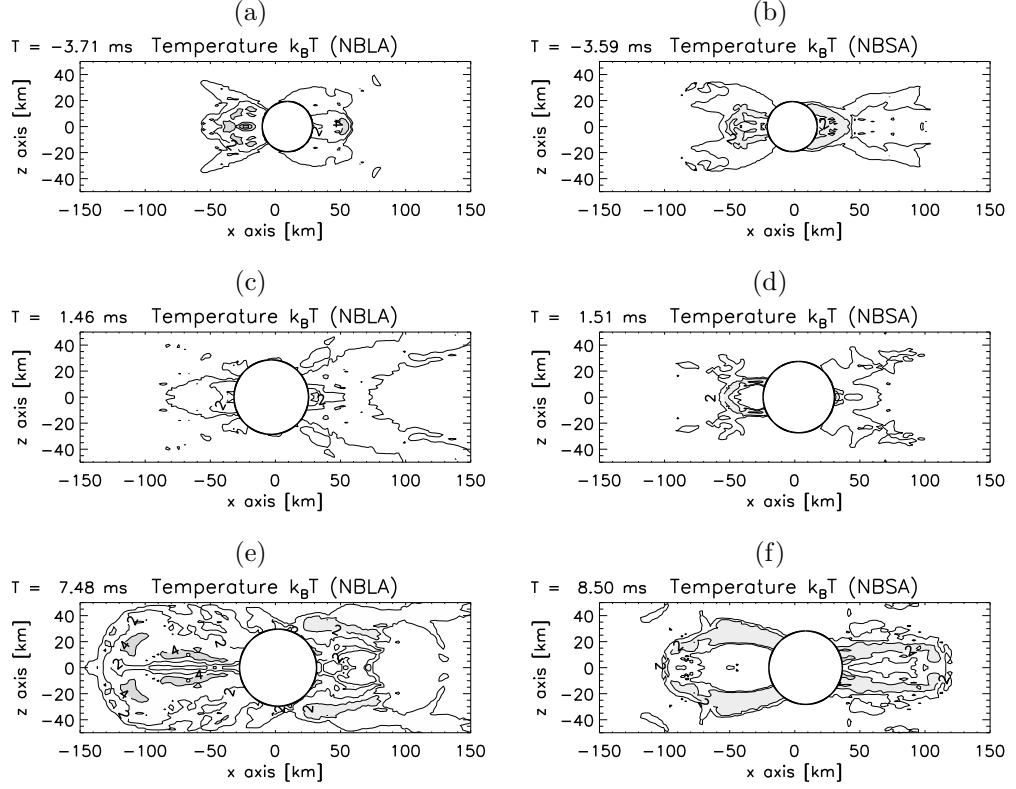 (a)
T = −3.71 ms Temperature k_BT (NBLA)
z axis [km]
40
20
0
−20
−40
−150 −100 −50 0 50 100 150
x axis [km]
(b)
T = −3.59 ms Temperature k_BT (NBSA)
z axis [km]
40
20
0
−20
−40
−150 −100 −50 0 50 100 150
x axis [km]
(c)
T = 1.46 ms Temperature k_BT (NBLA)
z axis [km]
40
20
0
−20
−40
2
−150 −100 −50 0 50 100 150
x axis [km]
(d)
T = 1.51 ms Temperature k_BT (NBSA)
z axis [km]
40
20
0
−20
−40
2
−150 −100 −50 0 50 100 150
x axis [km]
(e)
T = 7.48 ms Temperature k_BT (NBLA)
z axis [km]
40
20
0
−20
−40
4
4
2
2
4
4
2
2
−150 −100 −50 0 50 100 150
x axis [km]
(f)
T = 8.50 ms Temperature k_BT (NBSA)
z axis [km]
40
20
0
−20
−40
2
2
2
−150 −100 −50 0 50 100 150
x axis [km]